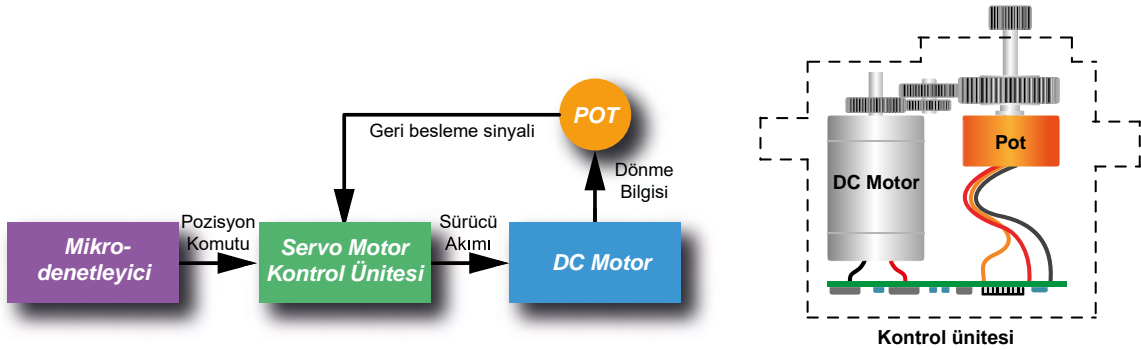 POT
Geri besleme sinyali
Dönme
Bilgisi
Mikro-
denetleyici
Pozisyon
Komutu
Servo Motor
Kontrol Ünitesi
Sürücü
Akımı
DC Motor
DC Motor
Pot
Kontrol ünitesi